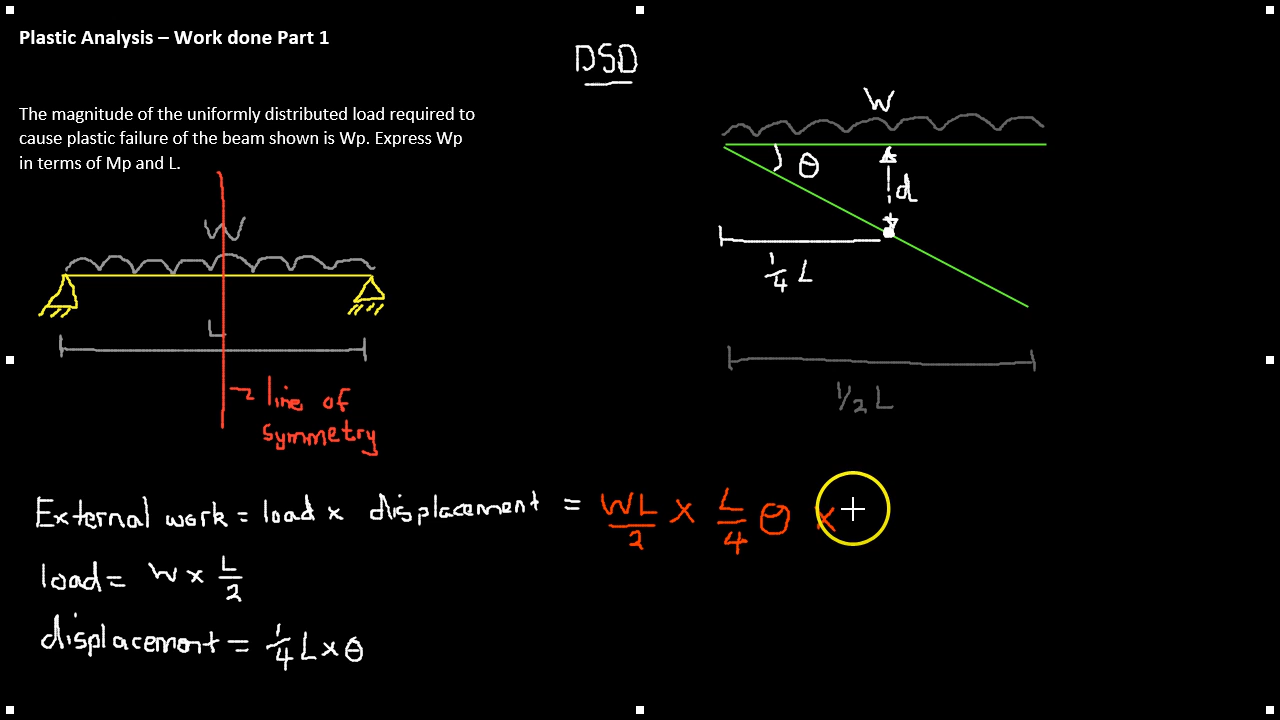 Plastic Analysis – Work done Part 1
DSD
The magnitude of the uniformly distributed load required to
cause plastic failure of the beam shown is Wp. Express Wp
in terms of Mp and L.
W
L
line of
symmetry
W
θ
d
1/4 L
1/2 L
External work = load x displacement = WL/2 x L/4 θ x
load = W x L/2
displacement = 1/4 L x θ